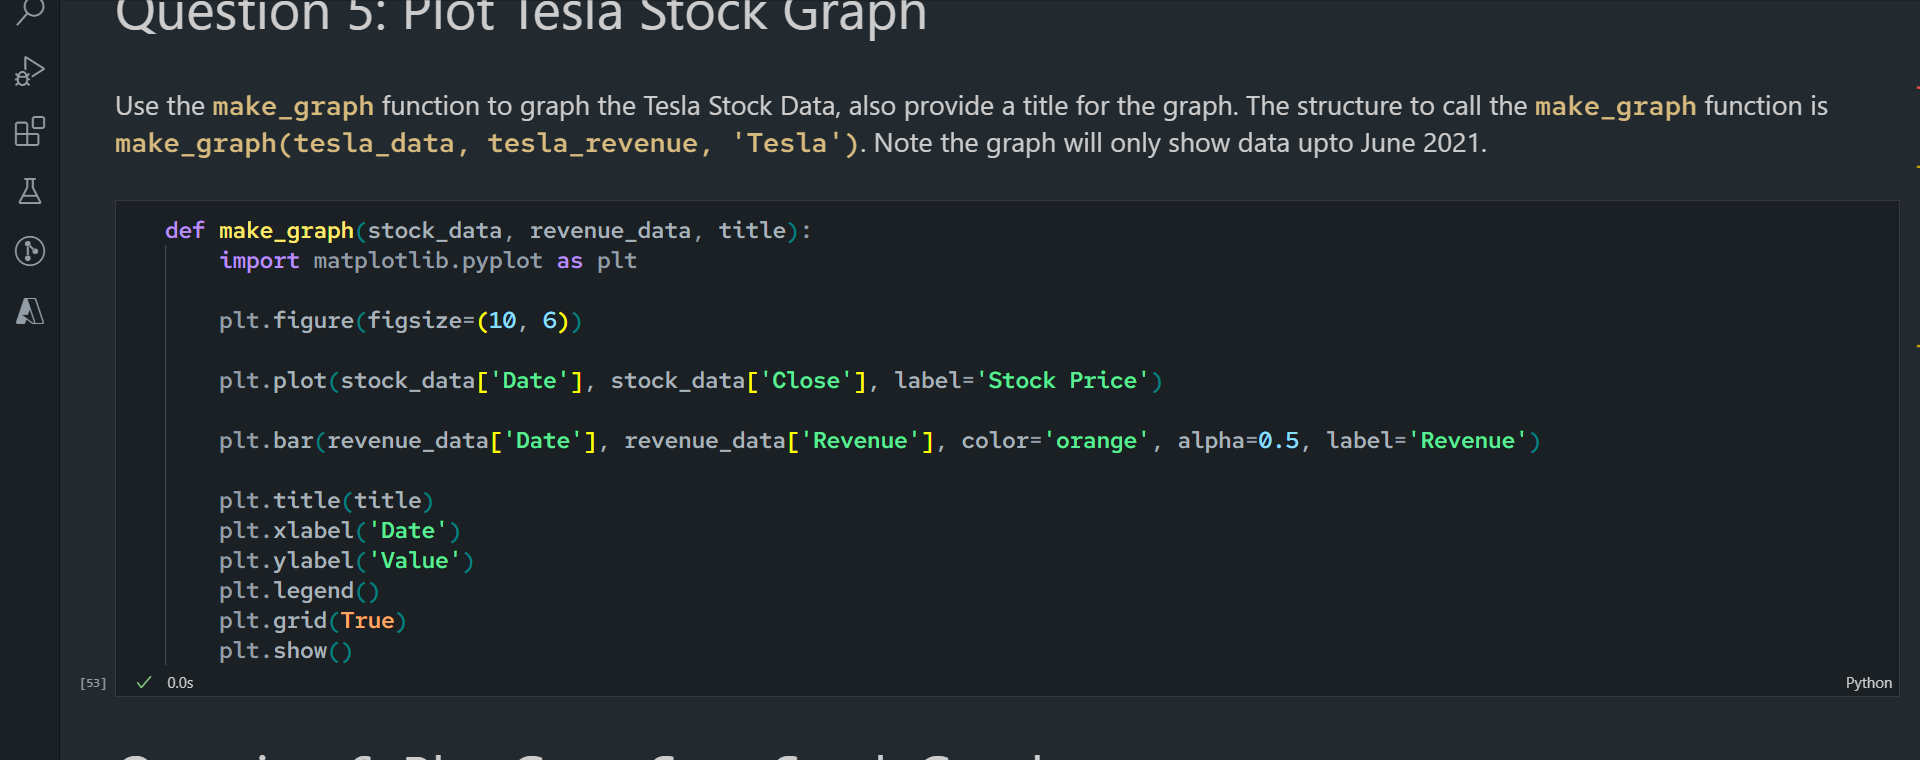 Question 5: Plot Tesla Stock Graph
Use the make_graph function to graph the Tesla Stock Data, also provide a title for the graph. The structure to call the make_graph function is
make_graph(tesla_data, tesla_revenue, 'Tesla'). Note the graph will only show data upto June 2021.
def make_graph(stock_data, revenue_data, title):
    import matplotlib.pyplot as plt
    plt.figure(figsize=(10, 6))
    plt.plot(stock_data['Date'], stock_data['Close'], label='Stock Price')
    plt.bar(revenue_data['Date'], revenue_data['Revenue'], color='orange', alpha=0.5, label='Revenue')
    plt.title(title)
    plt.xlabel('Date')
    plt.ylabel('Value')
    plt.legend()
    plt.grid(True)
    plt.show()
[53] 0.0s Python